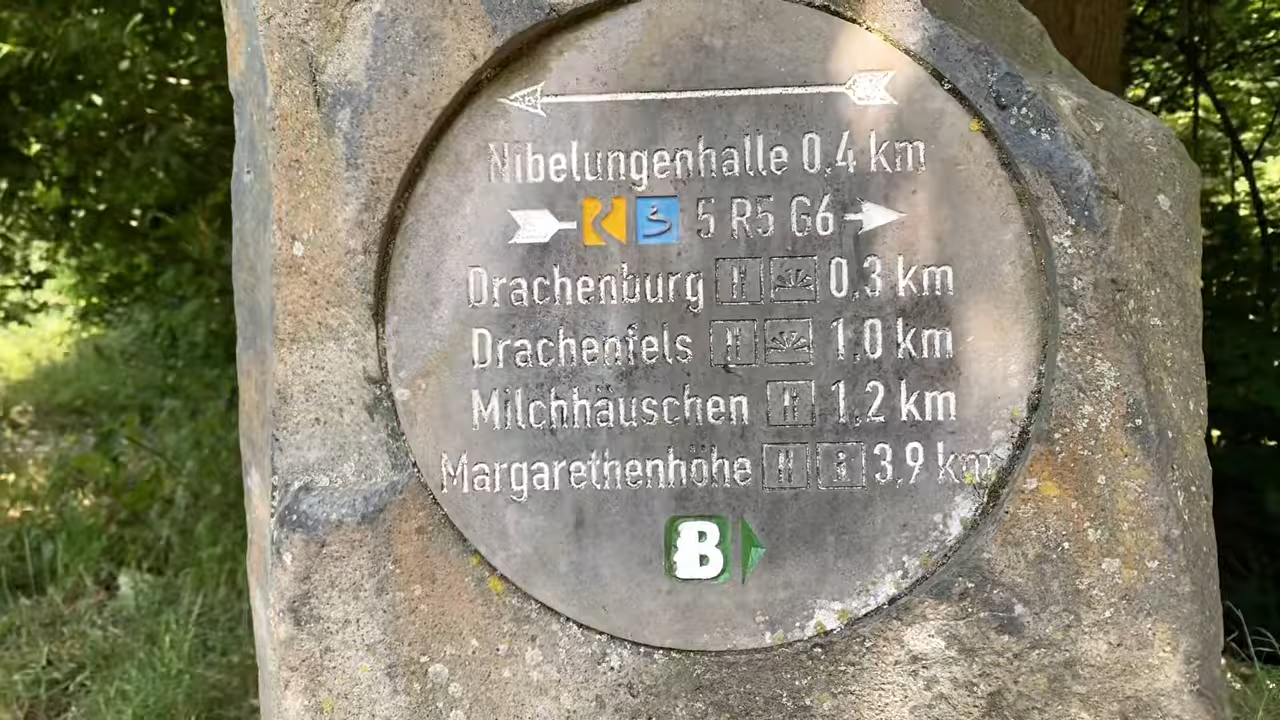 Nibelungenhalle 0,4 km
5 R5 G6
Drachenburg 0,3 km
Drachenfels 1,0 km
Milchhäuschen 1,2 km
Margarethenhöhe i 3,9 km
B